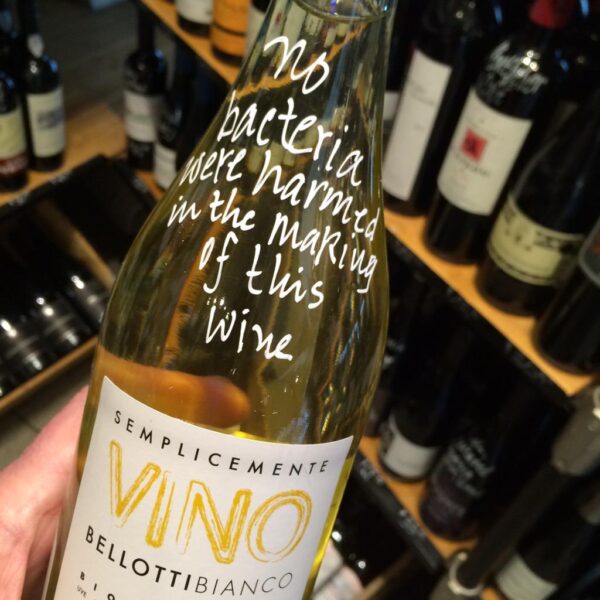 No
bacteria
were harmed
in the making
of this
wine
SEMPLICEMENTE
VINO
BELLOTTIBIANCO